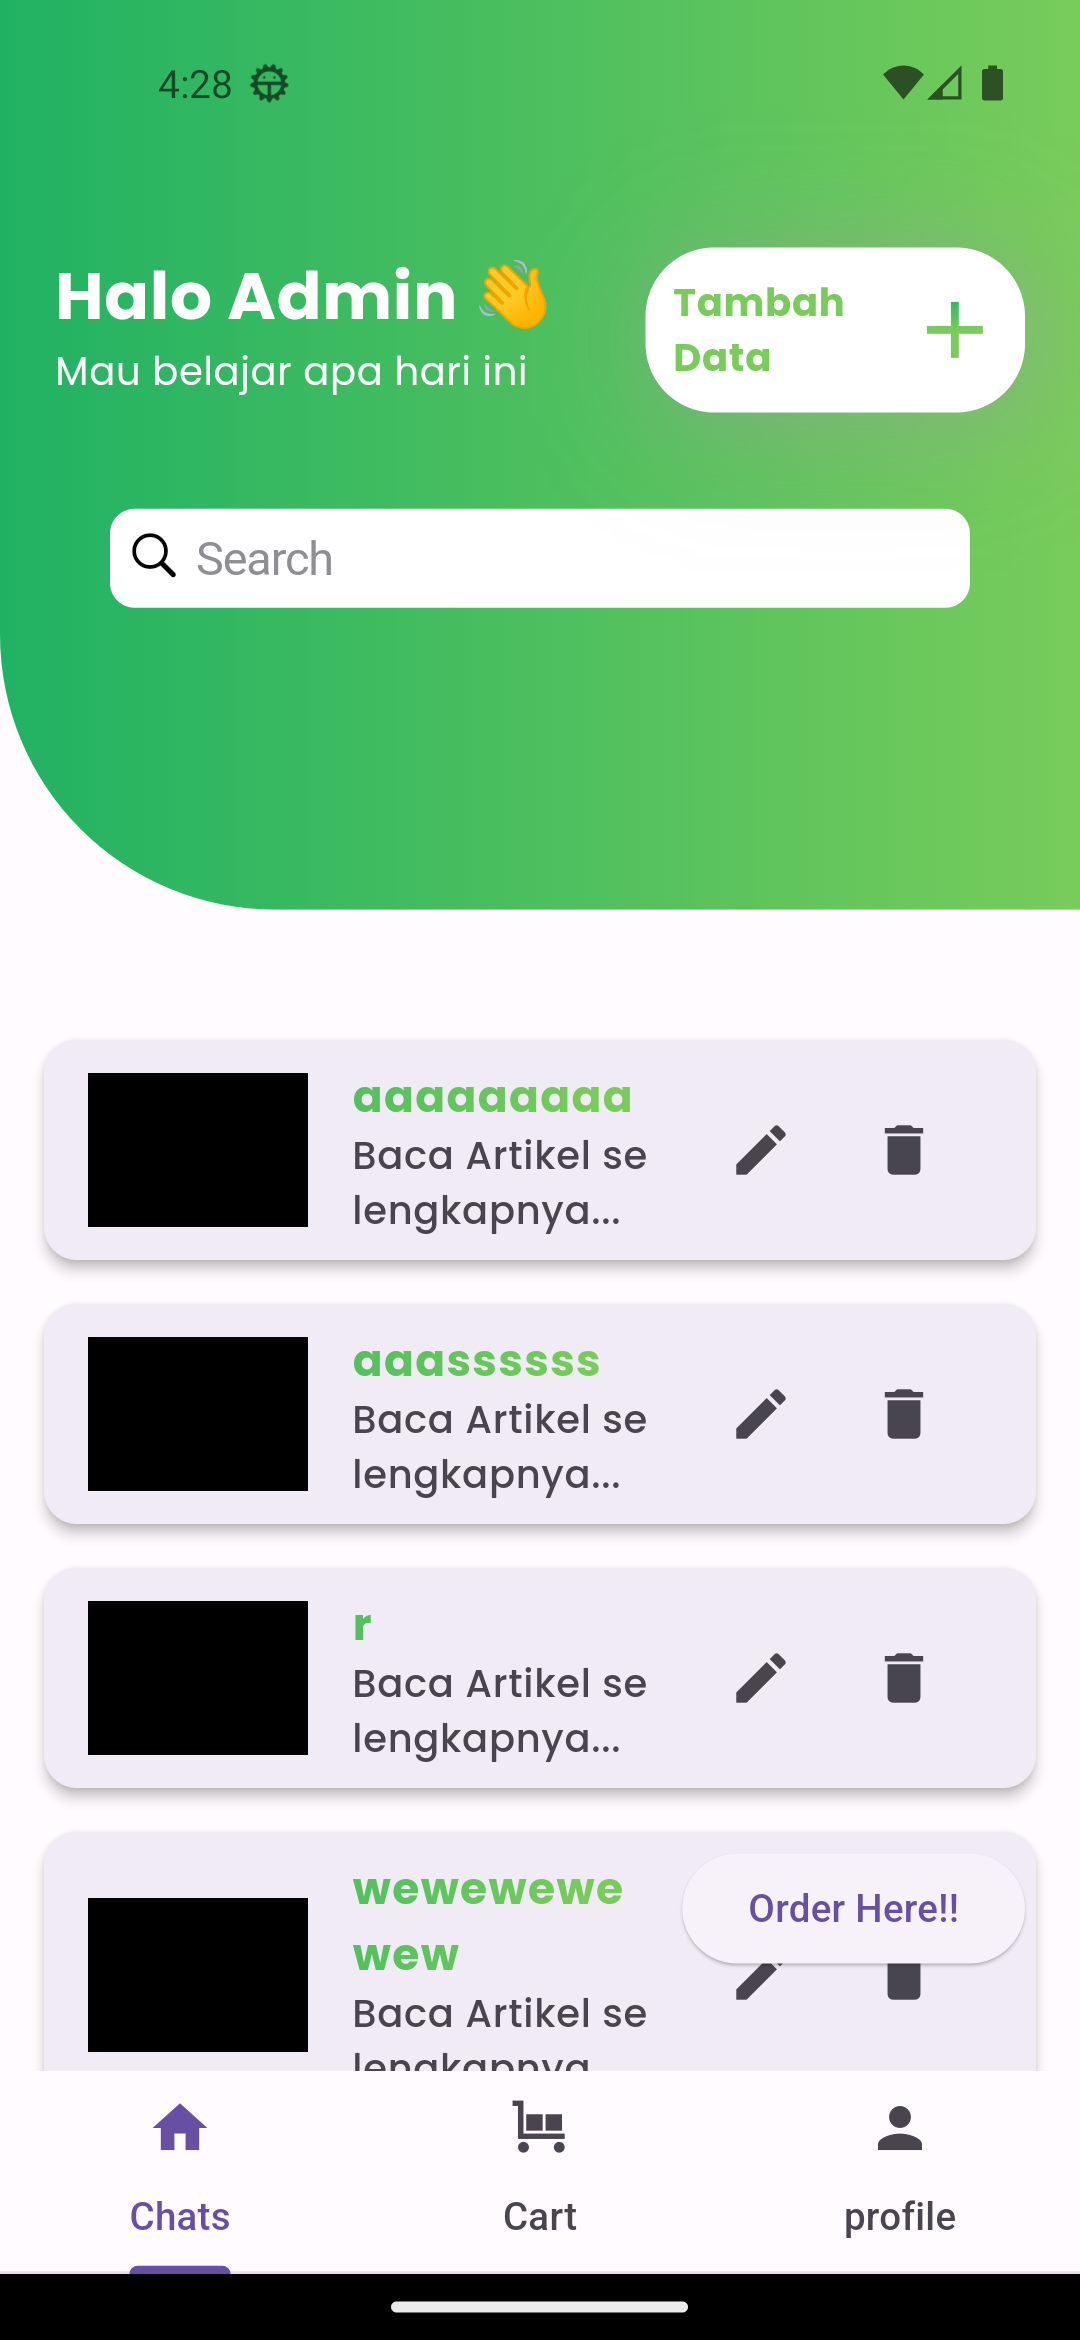 4:28
Halo Admin 👋
Mau belajar apa hari ini
Tambah
Data
Search
aaaaaaaaa
Baca Artikel se
lengkapnya...
aaassssss
Baca Artikel se
lengkapnya...
r
Baca Artikel se
lengkapnya...
wewewewe
wew
Baca Artikel se
lengkapnya...
Order Here!!
Chats
Cart
profile